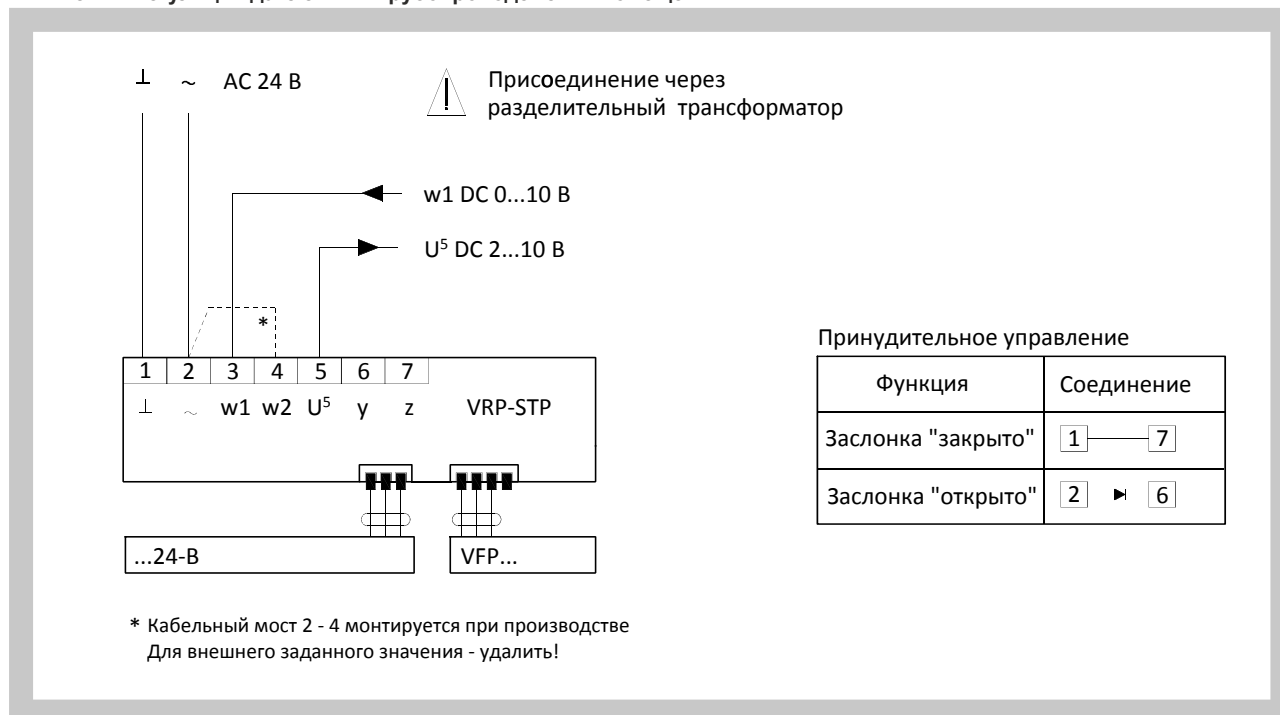 ⊥ ~ AC 24 В
Присоединение через
разделительный трансформатор
w1 DC 0...10 В
U⁵ DC 2...10 В
*
1 2 3 4 5 6 7
⊥ ~ w1 w2 U⁵ y z VRP-STP
...24-В
VFP...
* Кабельный мост 2 - 4 монтируется при производстве
Для внешнего заданного значения - удалить!
Принудительное управление
Функция Соединение
Заслонка "закрыто" 1 7
Заслонка "открыто" 2 6